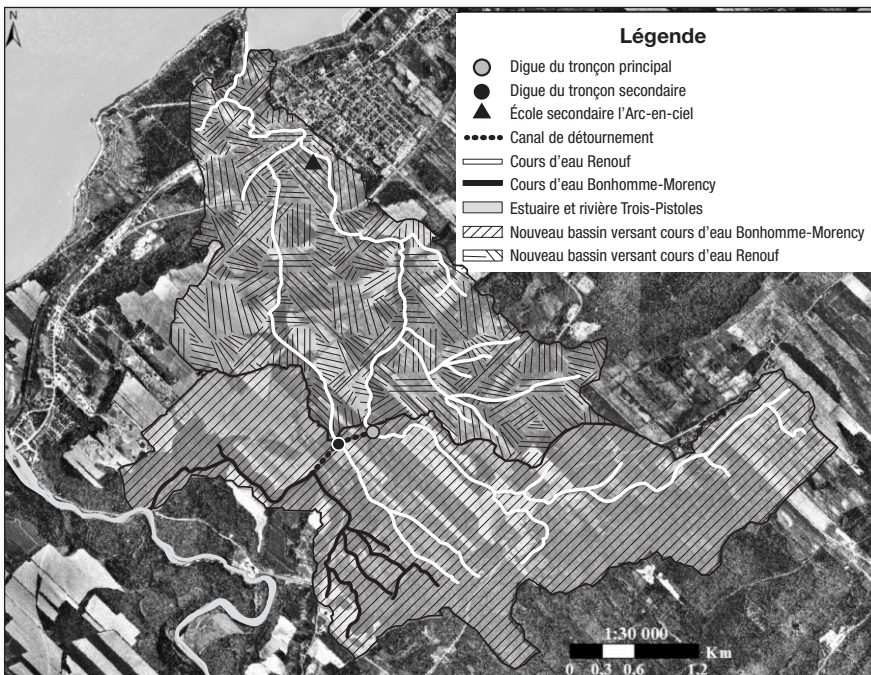 N
Légende
Digue du tronçon principal
Digue du tronçon secondaire
École secondaire l'Arc-en-ciel
Canal de détournement
Cours d'eau Renouf
Cours d'eau Bonhomme-Morency
Estuaire et rivière Trois-Pistoles
Nouveau bassin versant cours d'eau Bonhomme-Morency
Nouveau bassin versant cours d'eau Renouf
1:30 000
Km
0 0.3 0.6 1.2